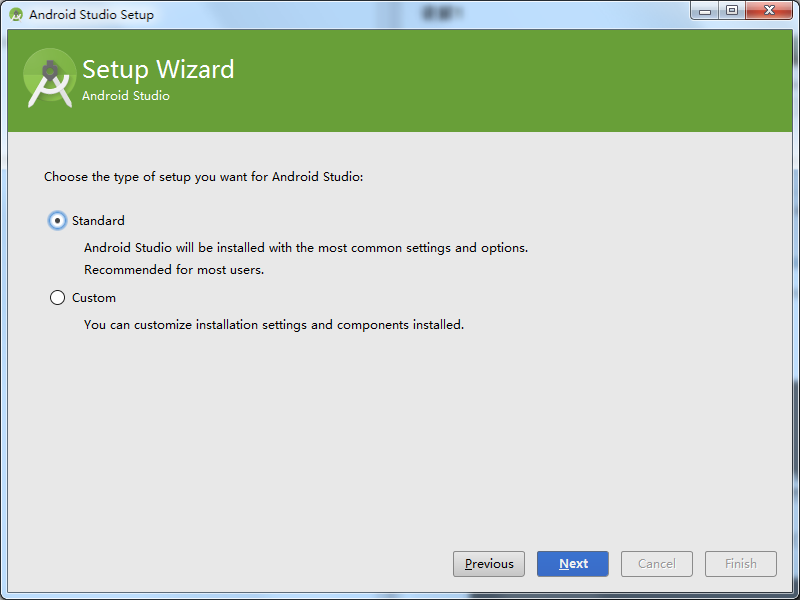 Android Studio Setup
Setup Wizard
Android Studio
Choose the type of setup you want for Android Studio:
Standard
Android Studio will be installed with the most common settings and options.
Recommended for most users.
Custom
You can customize installation settings and components installed.
Previous
Next
Cancel
Finish